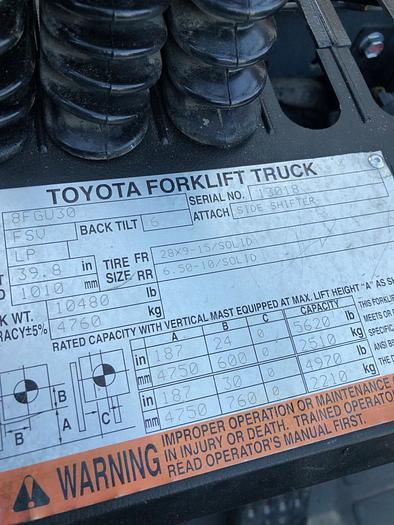 TOYOTA FORKLIFT TRUCK
8FGU30 SERIAL NO. 13018
FSV BACK TILT 6 ATTACH SIDE SHIFTER
LP
39.8 in TIRE FR 28X9-15/SOLID
1010 mm SIZE RR 6.50-10/SOLID
WT. 10480 lb
RACY±5% 4760 kg
RATED CAPACITY WITH VERTICAL MAST EQUIPPED AT MAX. LIFT HEIGHT "A" AS SH
A B C CAPACITY THIS FORKLIF
in 187 24 0 5620 lb MEETS OR
mm 4750 600 0 2510 kg SPECIFIC
in 187 30 0 4970 lb ANSI B5
mm 4750 760 0 2210 kg THE D
B A B C
WARNING
IMPROPER OPERATION OR MAINTENANCE
IN INJURY OR DEATH. TRAINED OPERATO
READ OPERATOR'S MANUAL FIRST.